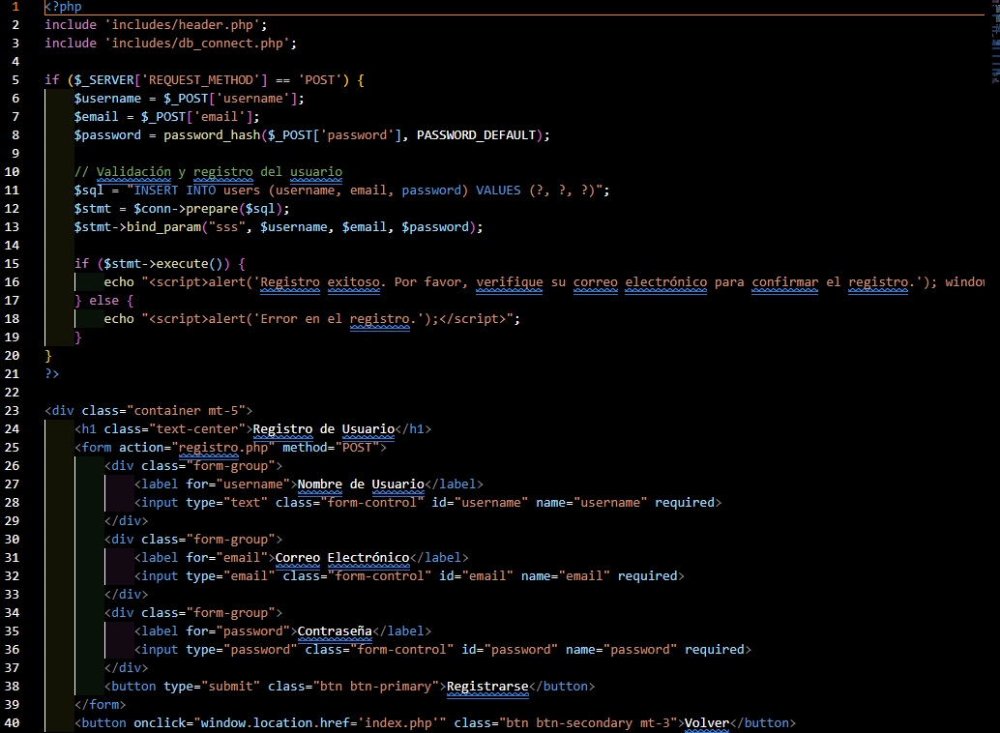 1 <?php
2 include 'includes/header.php';
3 include 'includes/db_connect.php';
4
5 if ($_SERVER['REQUEST_METHOD'] == 'POST') {
6     $username = $_POST['username'];
7     $email = $_POST['email'];
8     $password = password_hash($_POST['password'], PASSWORD_DEFAULT);
9
10     // Validación y registro del usuario
11     $sql = "INSERT INTO users (username, email, password) VALUES (?, ?, ?)";
12     $stmt = $conn->prepare($sql);
13     $stmt->bind_param("sss", $username, $email, $password);
14
15     if ($stmt->execute()) {
16         echo "<script>alert('Registro exitoso. Por favor, verifique su correo electrónico para confirmar el registro.'); windo
17     } else {
18         echo "<script>alert('Error en el registro.');</script>";
19     }
20 }
21 ?>
22
23 <div class="container mt-5">
24     <h1 class="text-center">Registro de Usuario</h1>
25     <form action="registro.php" method="POST">
26         <div class="form-group">
27             <label for="username">Nombre de Usuario</label>
28             <input type="text" class="form-control" id="username" name="username" required>
29         </div>
30         <div class="form-group">
31             <label for="email">Correo Electrónico</label>
32             <input type="email" class="form-control" id="email" name="email" required>
33         </div>
34         <div class="form-group">
35             <label for="password">Contraseña</label>
36             <input type="password" class="form-control" id="password" name="password" required>
37         </div>
38         <button type="submit" class="btn btn-primary">Registrarse</button>
39     </form>
40     <button onclick="window.location.href='index.php'" class="btn btn-secondary mt-3">Volver</button>